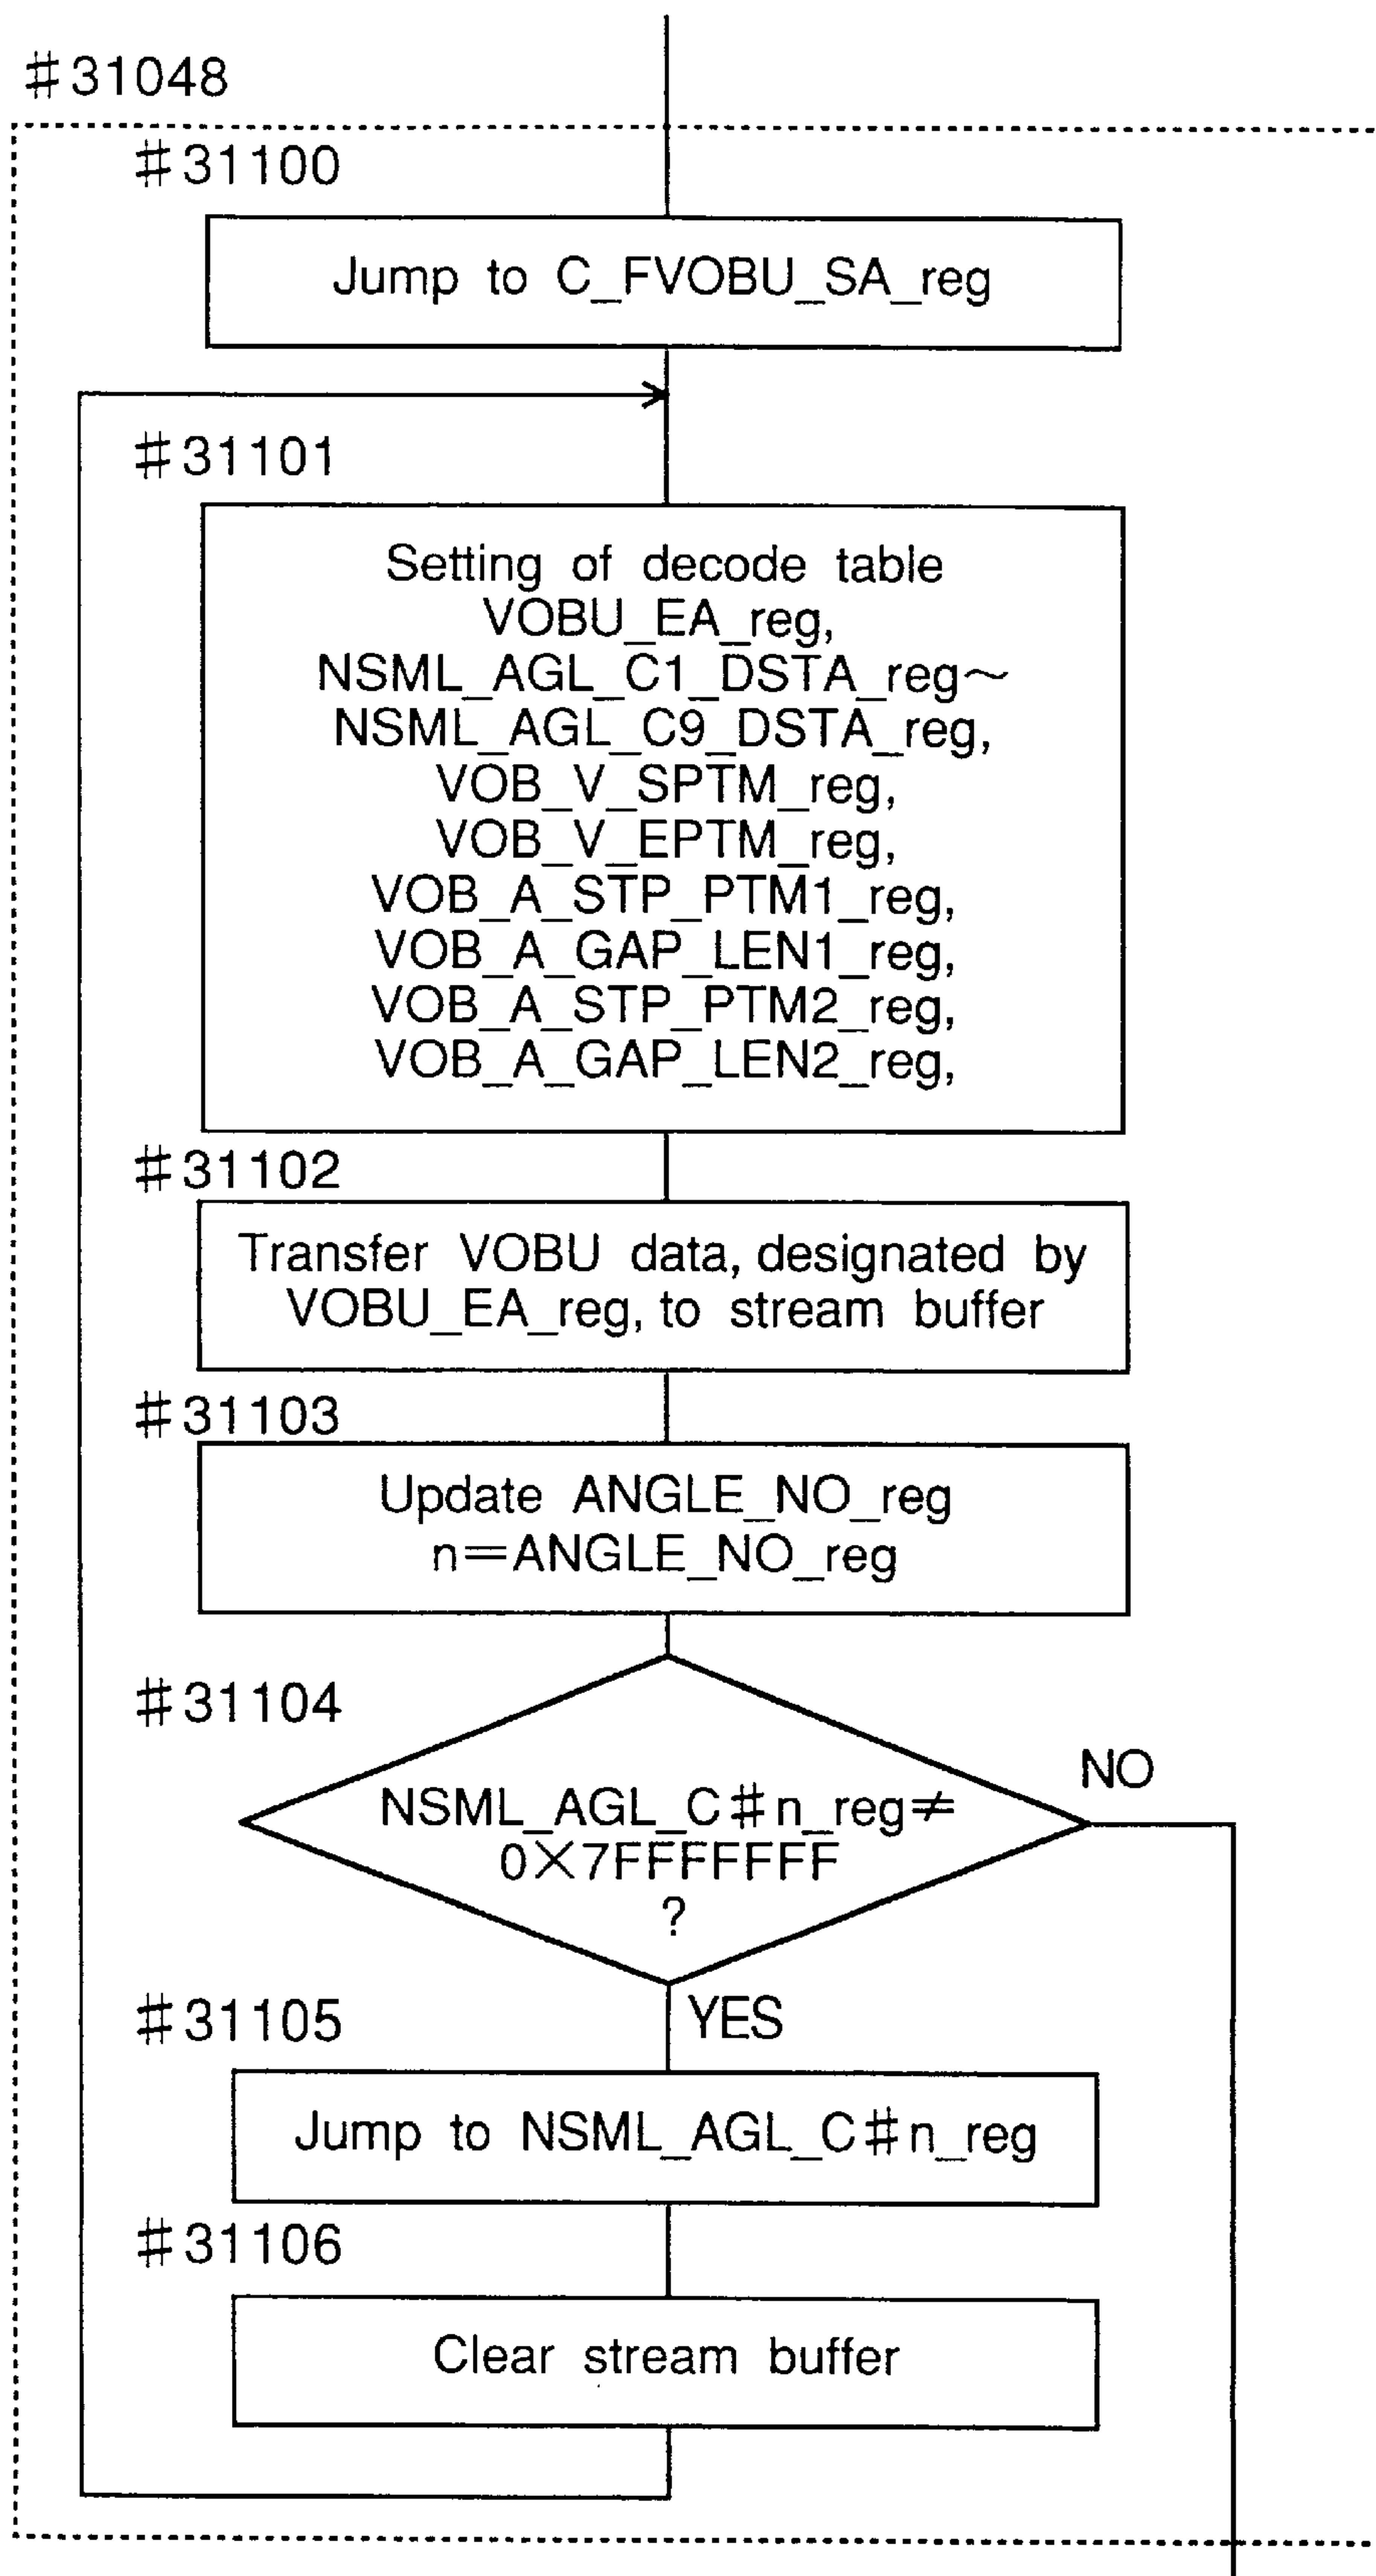 #31048
#31100
Jump to C_FVOBU_SA_reg
#31101
Setting of decode table
VOBU_EA_reg,
NSML_AGL_C1_DSTA_reg～
NSML_AGL_C9_DSTA_reg,
VOB_V_SPTM_reg,
VOB_V_EPTM_reg,
VOB_A_STP_PTM1_reg,
VOB_A_GAP_LEN1_reg,
VOB_A_STP_PTM2_reg,
VOB_A_GAP_LEN2_reg,
#31102
Transfer VOBU data, designated by
VOBU_EA_reg, to stream buffer
#31103
Update ANGLE_NO_reg
n=ANGLE_NO_reg
#31104
NO
NSML_AGL_C#n_reg≠
0×7FFFFFFF
?
YES
#31105
Jump to NSML_AGL_C#n_reg
#31106
Clear stream buffer